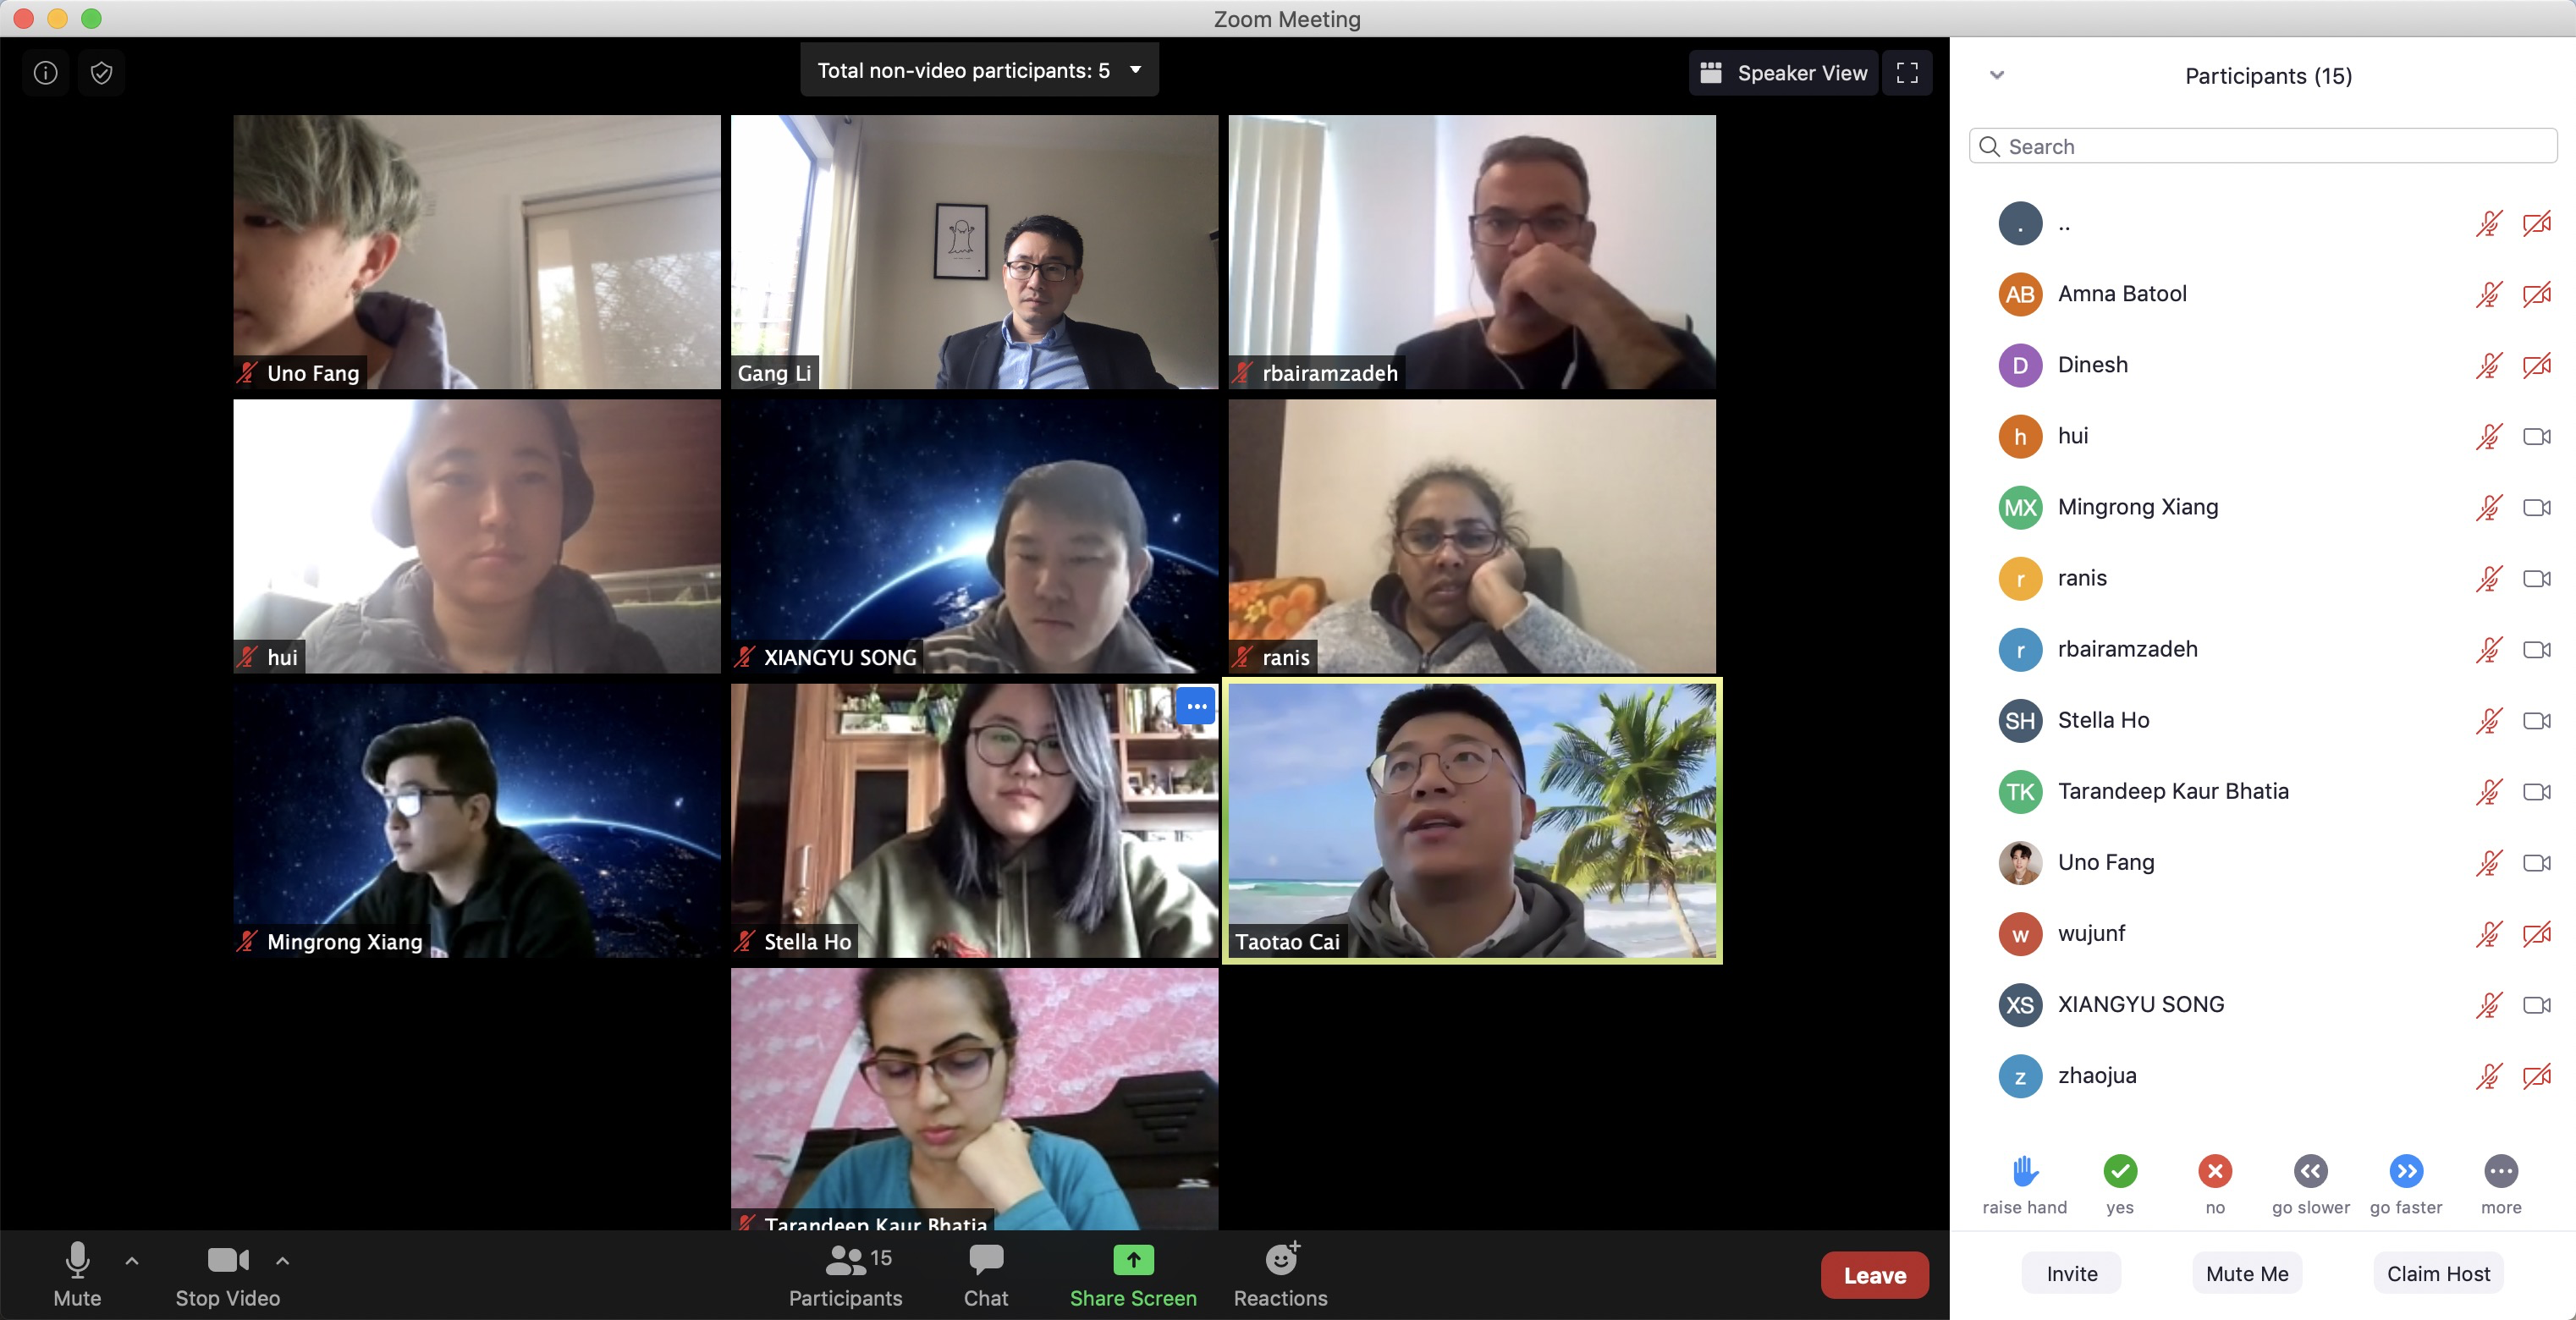 Zoom Meeting
Total non-video participants: 5
Speaker View
Uno Fang
Gang Li
rbairamzadeh
hui
XIANGYU SONG
ranis
Mingrong Xiang
Stella Ho
Taotao Cai
Tarandeep Kaur Bhatia
Mute
Stop Video
15
Participants
Chat
Share Screen
Reactions
Leave
Participants (15)
Search
. ..
AB Amna Batool
D Dinesh
h hui
MX Mingrong Xiang
r ranis
r rbairamzadeh
SH Stella Ho
TK Tarandeep Kaur Bhatia
Uno Fang
w wujunf
XS XIANGYU SONG
z zhaojua
raise hand yes no go slower go faster more
Invite Mute Me Claim Host